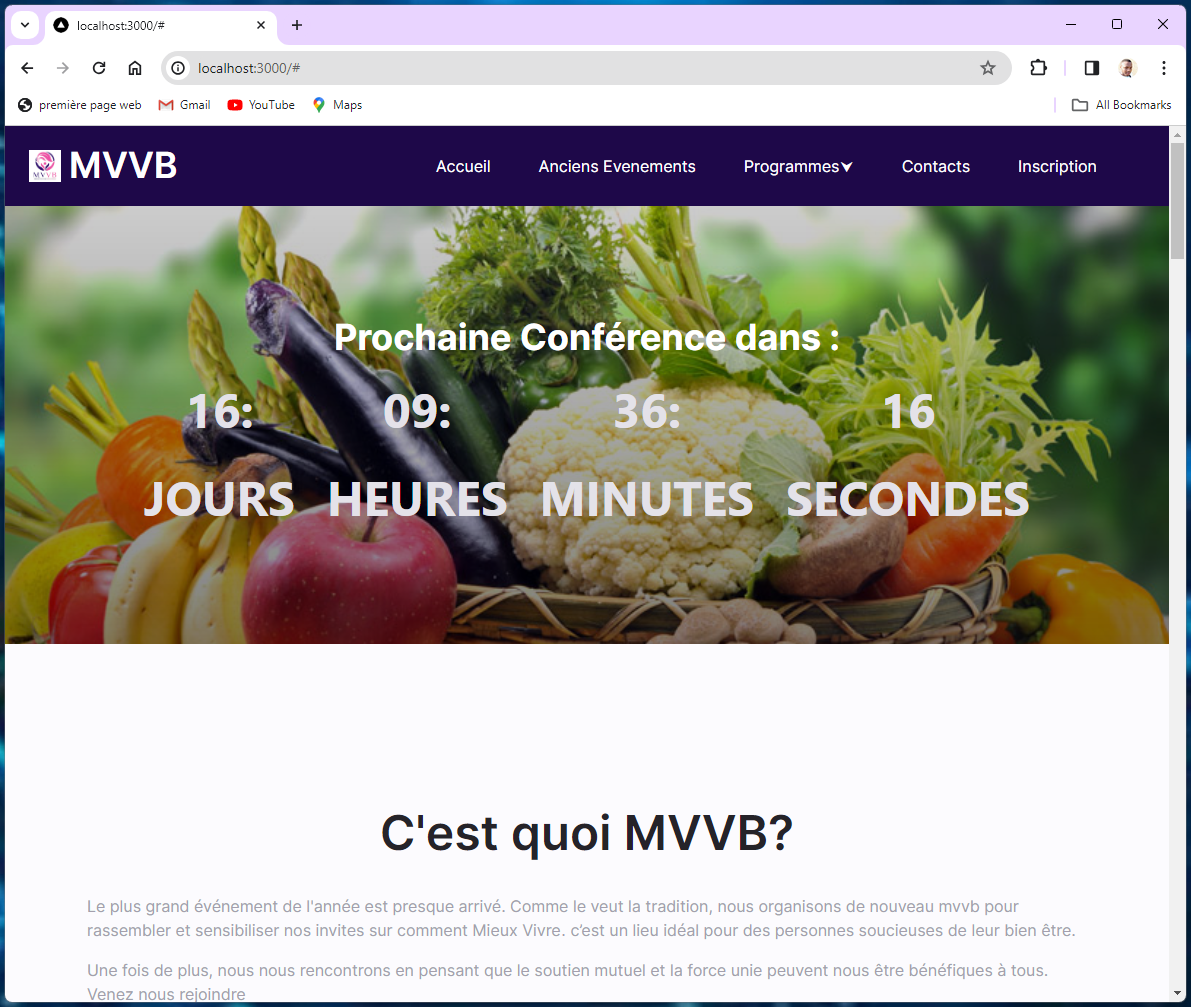 localhost:3000/#
localhost:3000/#
première page web Gmail YouTube Maps All Bookmarks
MVVB
MVVB Accueil Anciens Evenements Programmes Contacts Inscription
Prochaine Conférence dans :
16: 09: 36: 16
JOURS HEURES MINUTES SECONDES
C'est quoi MVVB?
Le plus grand événement de l'année est presque arrivé. Comme le veut la tradition, nous organisons de nouveau mvvb pour
rassembler et sensibiliser nos invites sur comment Mieux Vivre. c’est un lieu idéal pour des personnes soucieuses de leur bien être.
Une fois de plus, nous nous rencontrons en pensant que le soutien mutuel et la force unie peuvent nous être bénéfiques à tous.
Venez nous rejoindre